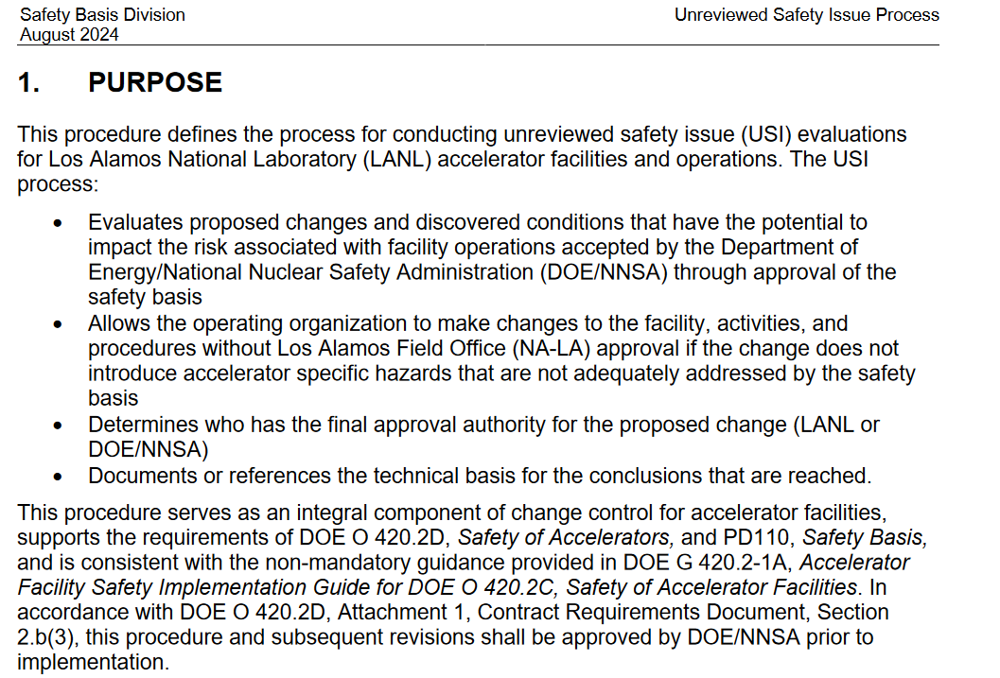 Safety Basis Division
Unreviewed Safety Issue Process
August 2024
1. PURPOSE
This procedure defines the process for conducting unreviewed safety issue (USI) evaluations
for Los Alamos National Laboratory (LANL) accelerator facilities and operations. The USI
process:
• Evaluates proposed changes and discovered conditions that have the potential to
impact the risk associated with facility operations accepted by the Department of
Energy/National Nuclear Safety Administration (DOE/NNSA) through approval of the
safety basis
• Allows the operating organization to make changes to the facility, activities, and
procedures without Los Alamos Field Office (NA-LA) approval if the change does not
introduce accelerator specific hazards that are not adequately addressed by the safety
basis
• Determines who has the final approval authority for the proposed change (LANL or
DOE/NNSA)
• Documents or references the technical basis for the conclusions that are reached.
This procedure serves as an integral component of change control for accelerator facilities,
supports the requirements of DOE O 420.2D, Safety of Accelerators, and PD110, Safety Basis,
and is consistent with the non-mandatory guidance provided in DOE G 420.2-1A, Accelerator
Facility Safety Implementation Guide for DOE O 420.2C, Safety of Accelerator Facilities. In
accordance with DOE O 420.2D, Attachment 1, Contract Requirements Document, Section
2.b(3), this procedure and subsequent revisions shall be approved by DOE/NNSA prior to
implementation.